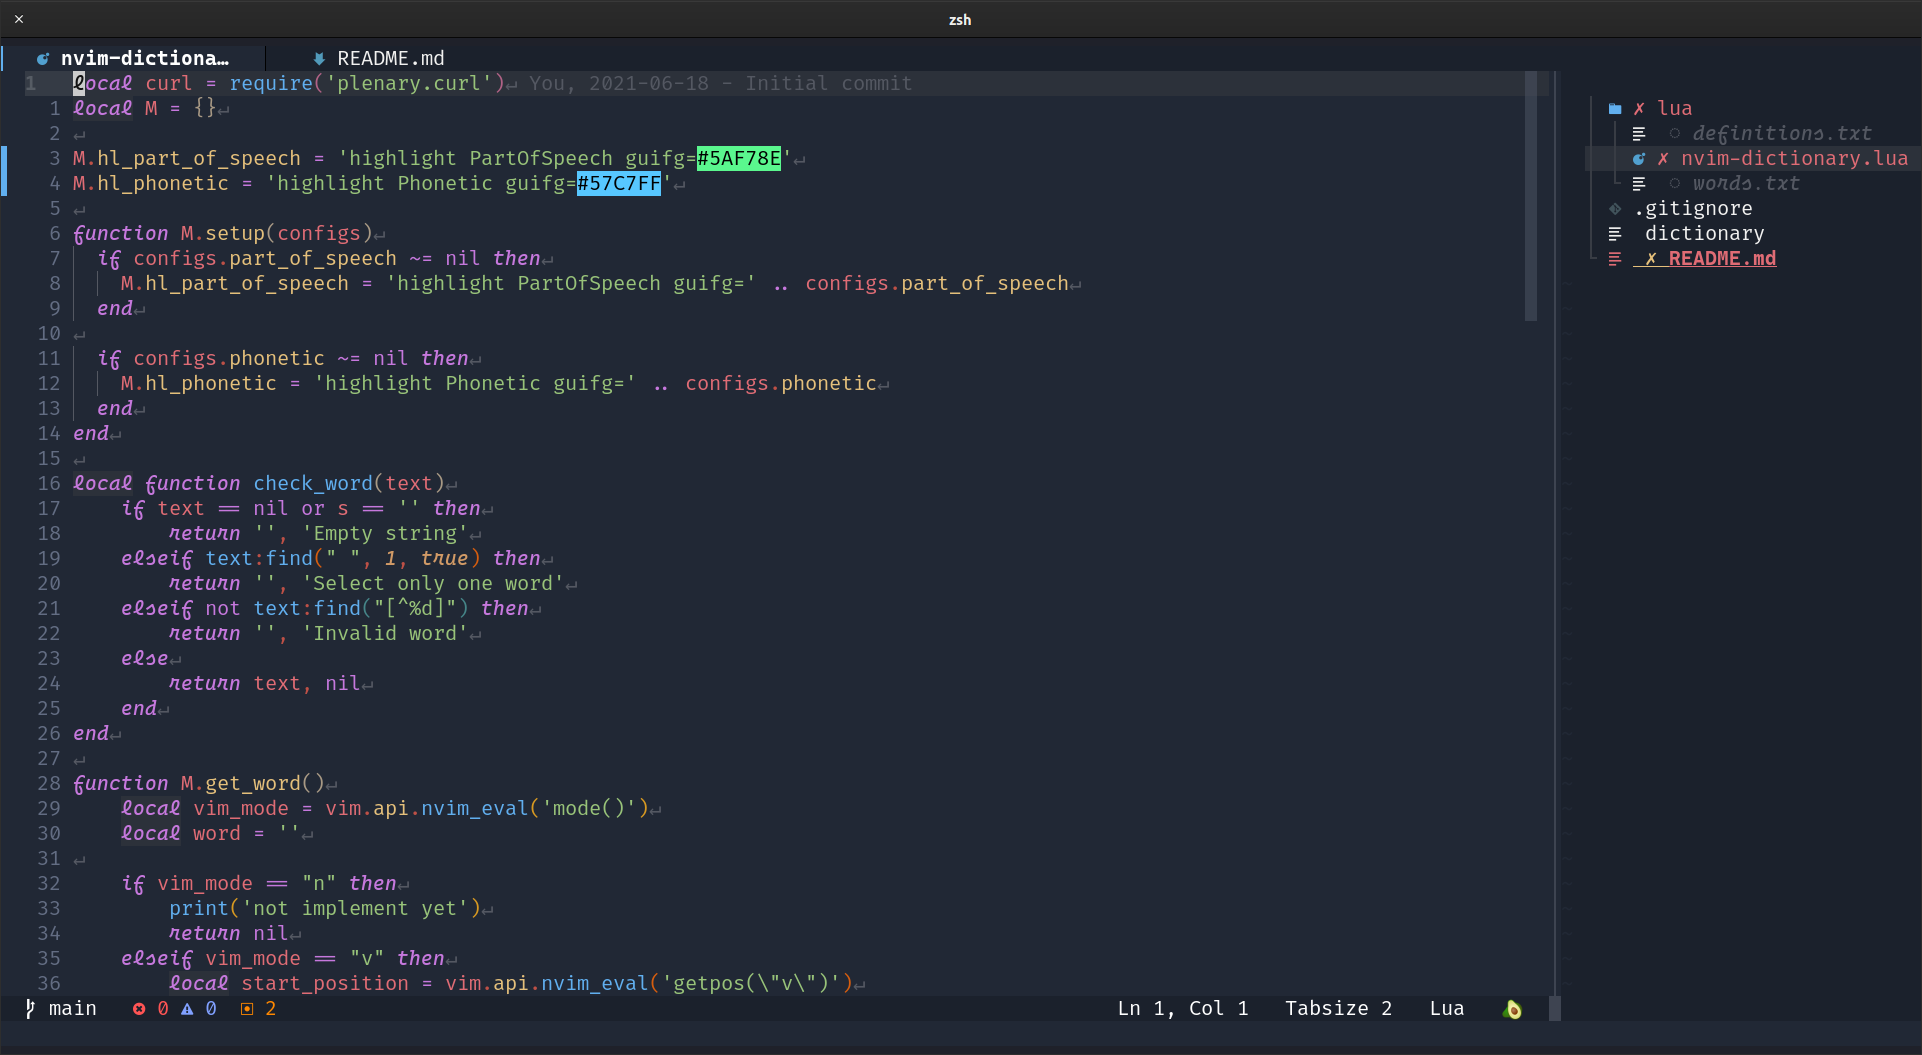 zsh
nvim-dictiona… README.md
1 local curl = require('plenary.curl')↵ You, 2021-06-18 - Initial commit
1 local M = {}↵
2 ↵
3 M.hl_part_of_speech = 'highlight PartOfSpeech guifg=#5AF78E'↵
4 M.hl_phonetic = 'highlight Phonetic guifg=#57C7FF'↵
5 ↵
6 function M.setup(configs)↵
7   if configs.part_of_speech ~= nil then↵
8     M.hl_part_of_speech = 'highlight PartOfSpeech guifg=' .. configs.part_of_speech↵
9   end↵
10 ↵
11   if configs.phonetic ~= nil then↵
12     M.hl_phonetic = 'highlight Phonetic guifg=' .. configs.phonetic↵
13   end↵
14 end↵
15 ↵
16 local function check_word(text)↵
17     if text == nil or s == '' then↵
18         return '', 'Empty string'↵
19     elseif text:find(" ", 1, true) then↵
20         return '', 'Select only one word'↵
21     elseif not text:find("[^%d]") then↵
22         return '', 'Invalid word'↵
23     else↵
24         return text, nil↵
25     end↵
26 end↵
27 ↵
28 function M.get_word()↵
29     local vim_mode = vim.api.nvim_eval('mode()')↵
30     local word = ''↵
31 ↵
32     if vim_mode == "n" then↵
33         print('not implement yet')↵
34         return nil↵
35     elseif vim_mode == "v" then↵
36         local start_position = vim.api.nvim_eval('getpos(\"v\")')↵
✗ lua
definitions.txt
✗ nvim-dictionary.lua
words.txt
.gitignore
dictionary
✗ README.md
main 0 0 2 Ln 1, Col 1 Tabsize 2 Lua